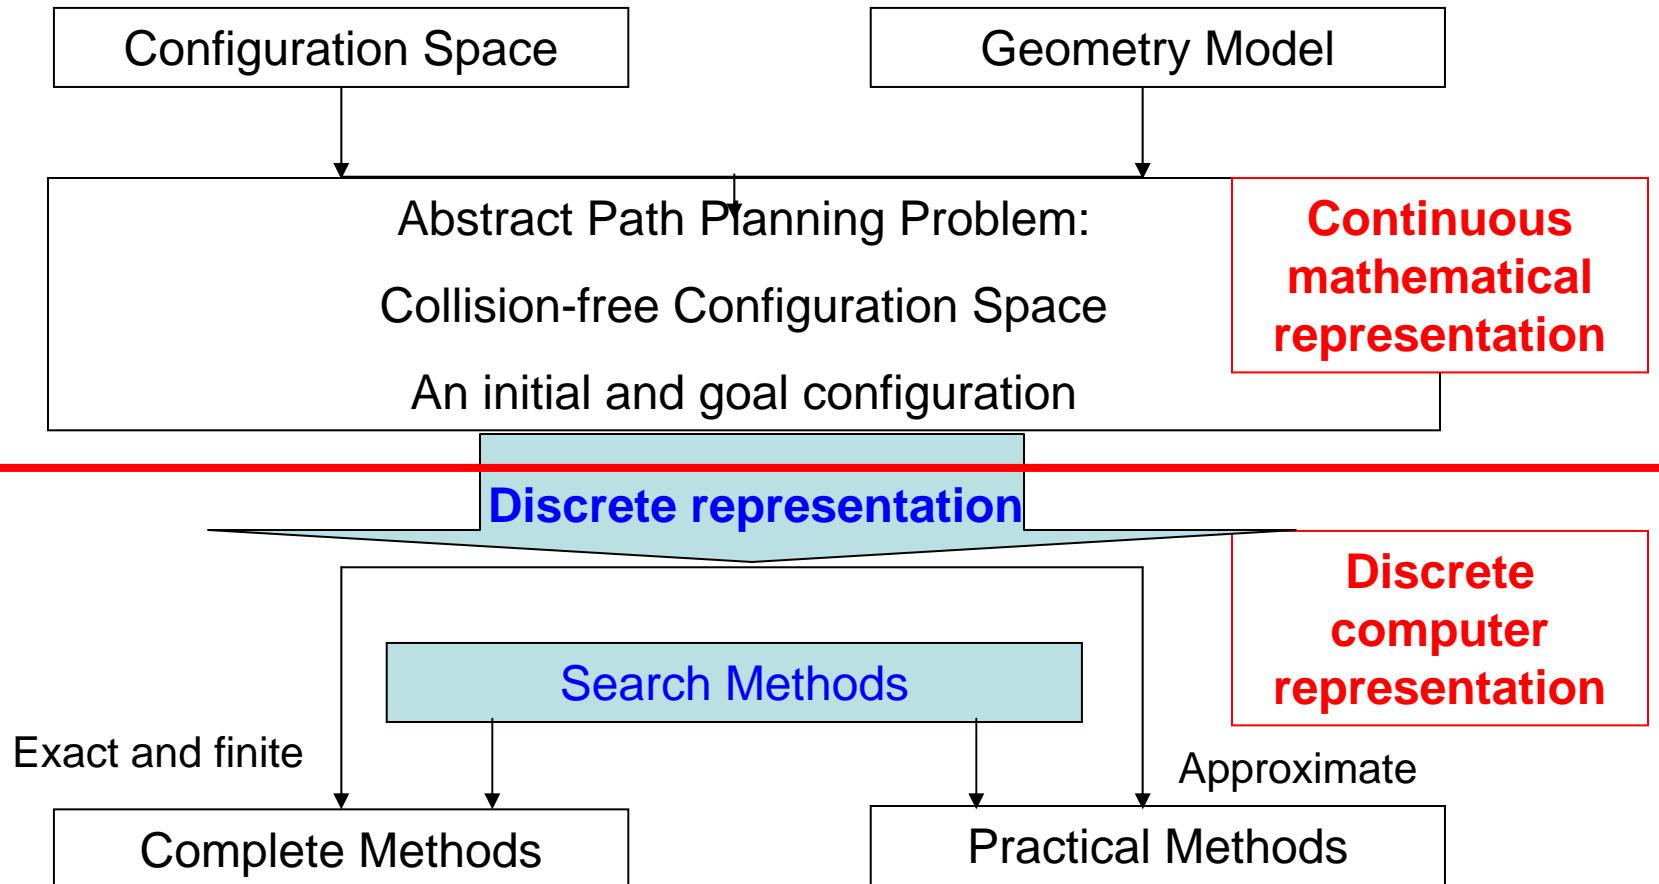 Configuration Space
Geometry Model
Abstract Path Planning Problem:
Collision-free Configuration Space
An initial and goal configuration
Continuous
mathematical
representation
Discrete representation
Discrete
computer
representation
Search Methods
Exact and finite
Approximate
Complete Methods
Practical Methods